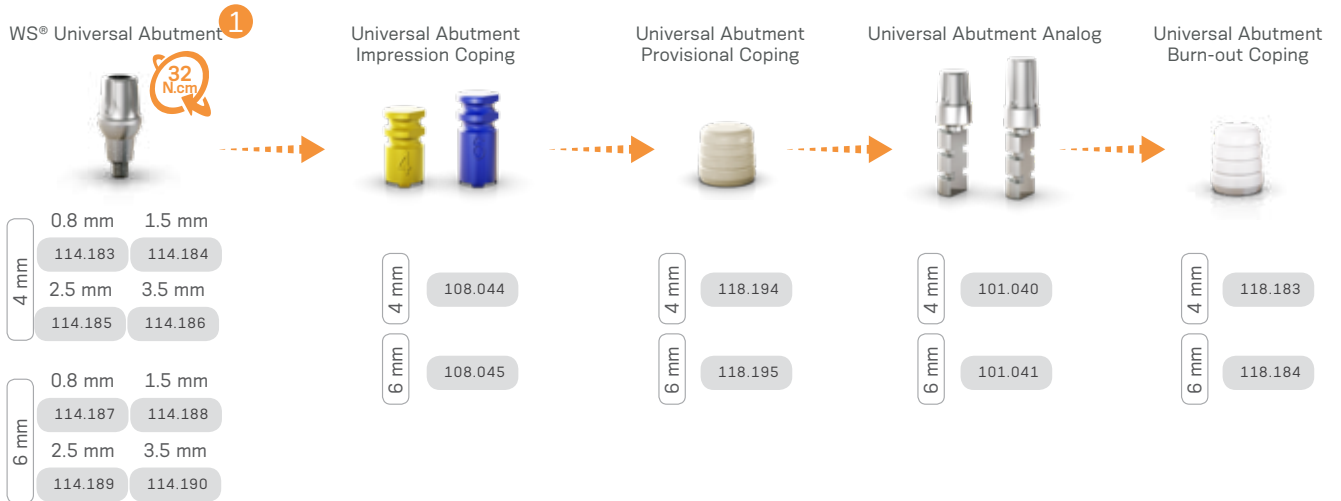 WS® Universal Abutment
1
32
N.cm
Universal Abutment
Impression Coping
Universal Abutment
Provisional Coping
Universal Abutment Analog
Universal Abutment
Burn-out Coping
4 mm
0.8 mm 1.5 mm
114.183 114.184
2.5 mm 3.5 mm
114.185 114.186
6 mm
0.8 mm 1.5 mm
114.187 114.188
2.5 mm 3.5 mm
114.189 114.190
4 mm 108.044
6 mm 108.045
4 mm 118.194
6 mm 118.195
4 mm 101.040
6 mm 101.041
4 mm 118.183
6 mm 118.184